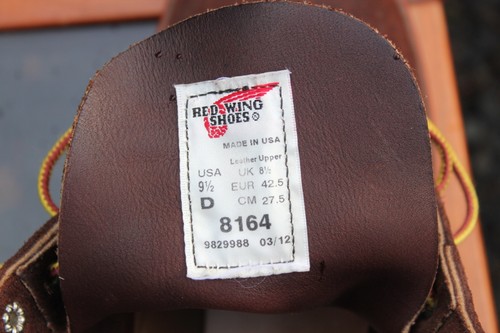 RED WING
SHOES®
MADE IN USA
Leather Upper
USA UK 8½
9½ EUR 42.5
D CM 27.5
8164
9829988 03/12